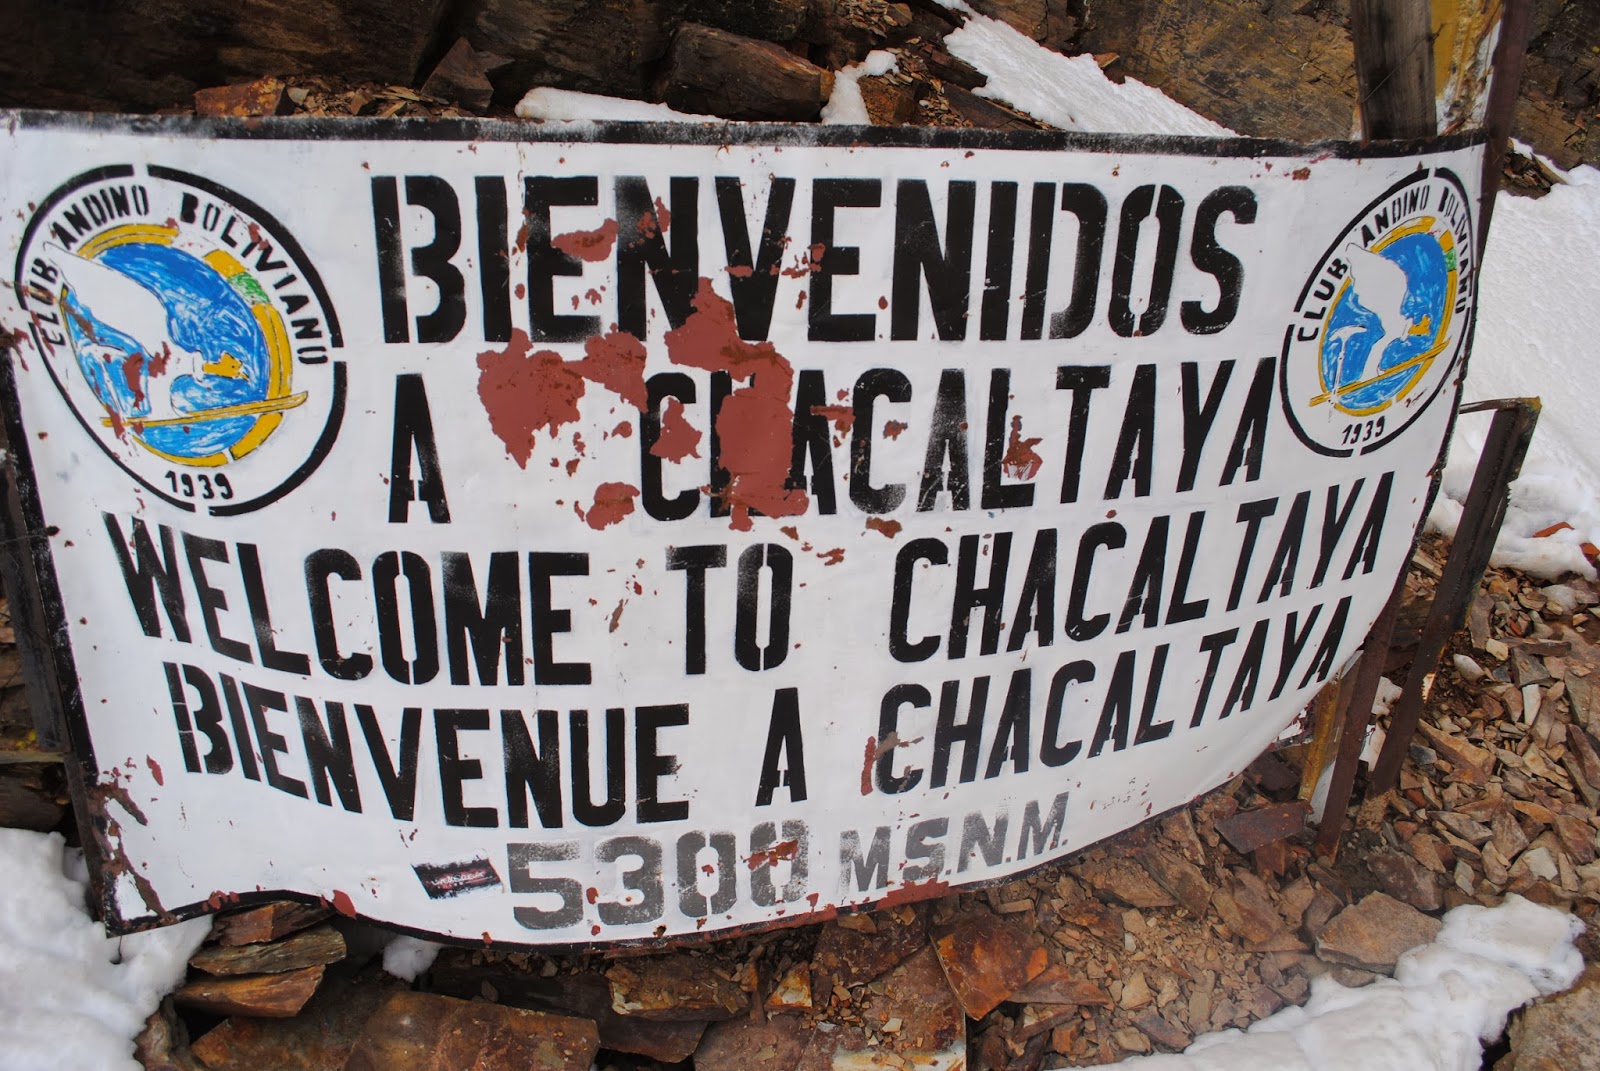 BIENVENIDOS
A CHACALTAYA
WELCOME TO CHACALTAYA
BIENVENUE A CHACALTAYA
5300 M.S.N.M.
CLUB ANDINO BOLIVIANO
1939
CLUB ANDINO BOLIVIANO
1939